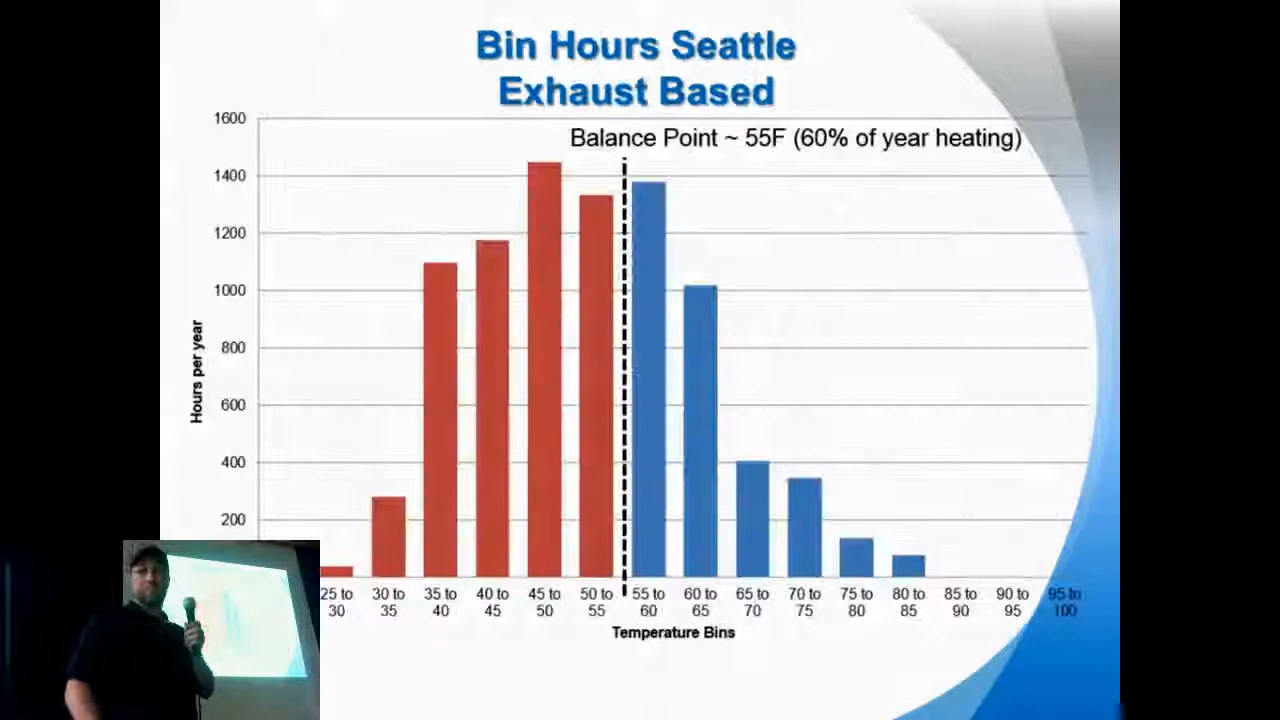 Bin Hours Seattle
Exhaust Based
Balance Point ~ 55F (60% of year heating)
1600
1400
1200
1000
800
600
400
200
Hours per year
25 to 30
30 to 35
35 to 40
40 to 45
45 to 50
50 to 55
55 to 60
60 to 65
65 to 70
70 to 75
75 to 80
80 to 85
85 to 90
90 to 95
95 to 100
Temperature Bins